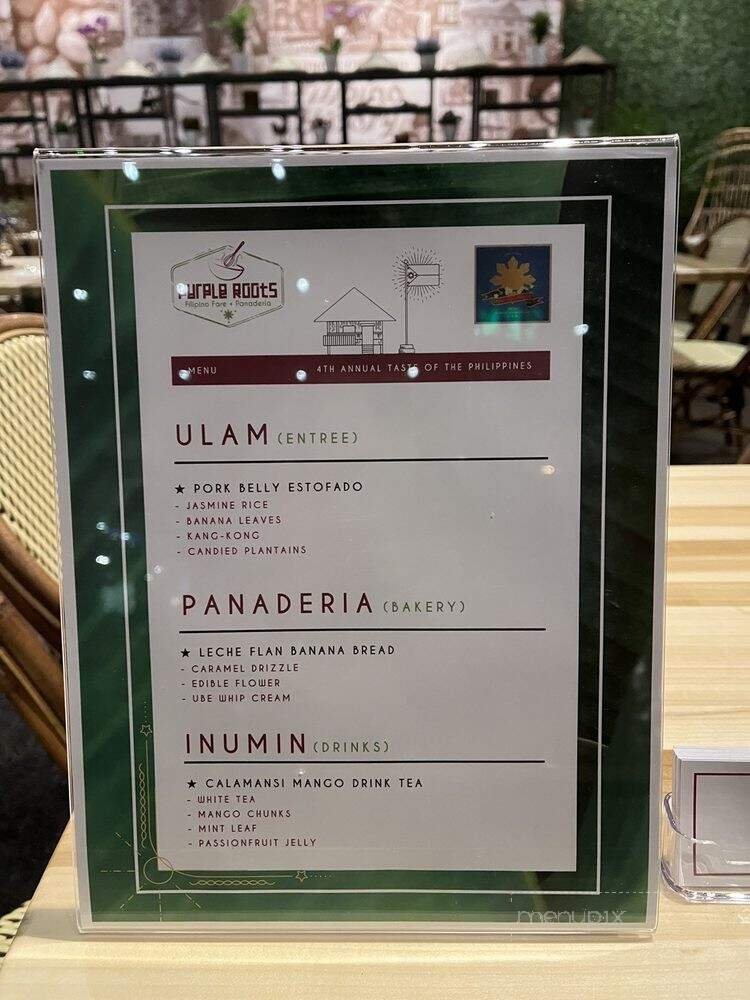 PURPLE ROOTS
Filipino Fare + Panaderia
MENU
4TH ANNUAL TASTE OF THE PHILIPPINES
ULAM (ENTREE)
★ PORK BELLY ESTOFADO
- JASMINE RICE
- BANANA LEAVES
- KANG-KONG
- CANDIED PLANTAINS
PANADERIA (BAKERY)
★ LECHE FLAN BANANA BREAD
- CARAMEL DRIZZLE
- EDIBLE FLOWER
- UBE WHIP CREAM
INUMIN (DRINKS)
★ CALAMANSI MANGO DRINK TEA
- WHITE TEA
- MANGO CHUNKS
- MINT LEAF
- PASSIONFRUIT JELLY
menupix